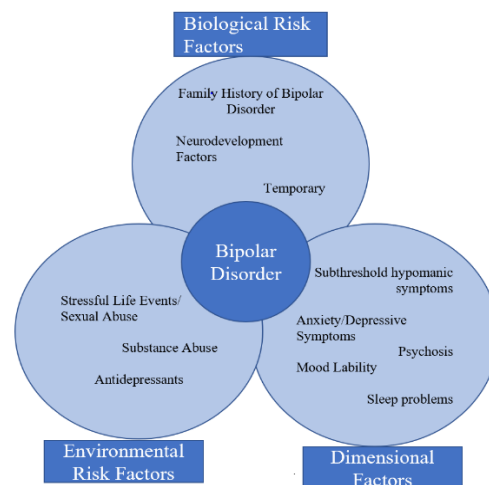 Biological Risk
Factors
Family History of Bipolar
Disorder
Neurodevelopment
Factors
Temporary
Bipolar
Disorder
Stressful Life Events/
Sexual Abuse
Substance Abuse
Antidepressants
Subthreshold hypomanic
symptoms
Anxiety/Depressive
Symptoms
Psychosis
Mood Lability
Sleep problems
Environmental
Risk Factors
Dimensional
Factors